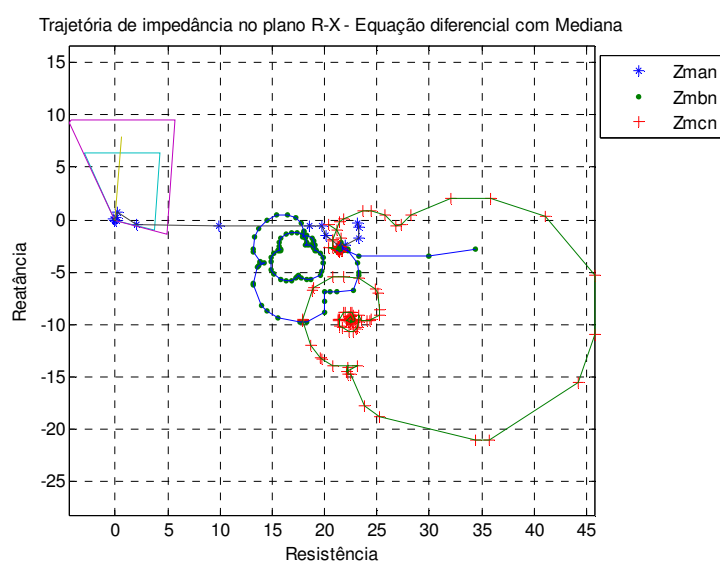 Trajetória de impedância no plano R-X - Equação diferencial com Mediana
15
10
5
0
-5
-10
-15
-20
-25
Reatância
0 5 10 15 20 25 30 35 40 45
Resistência
Zman
Zmbn
Zmcn